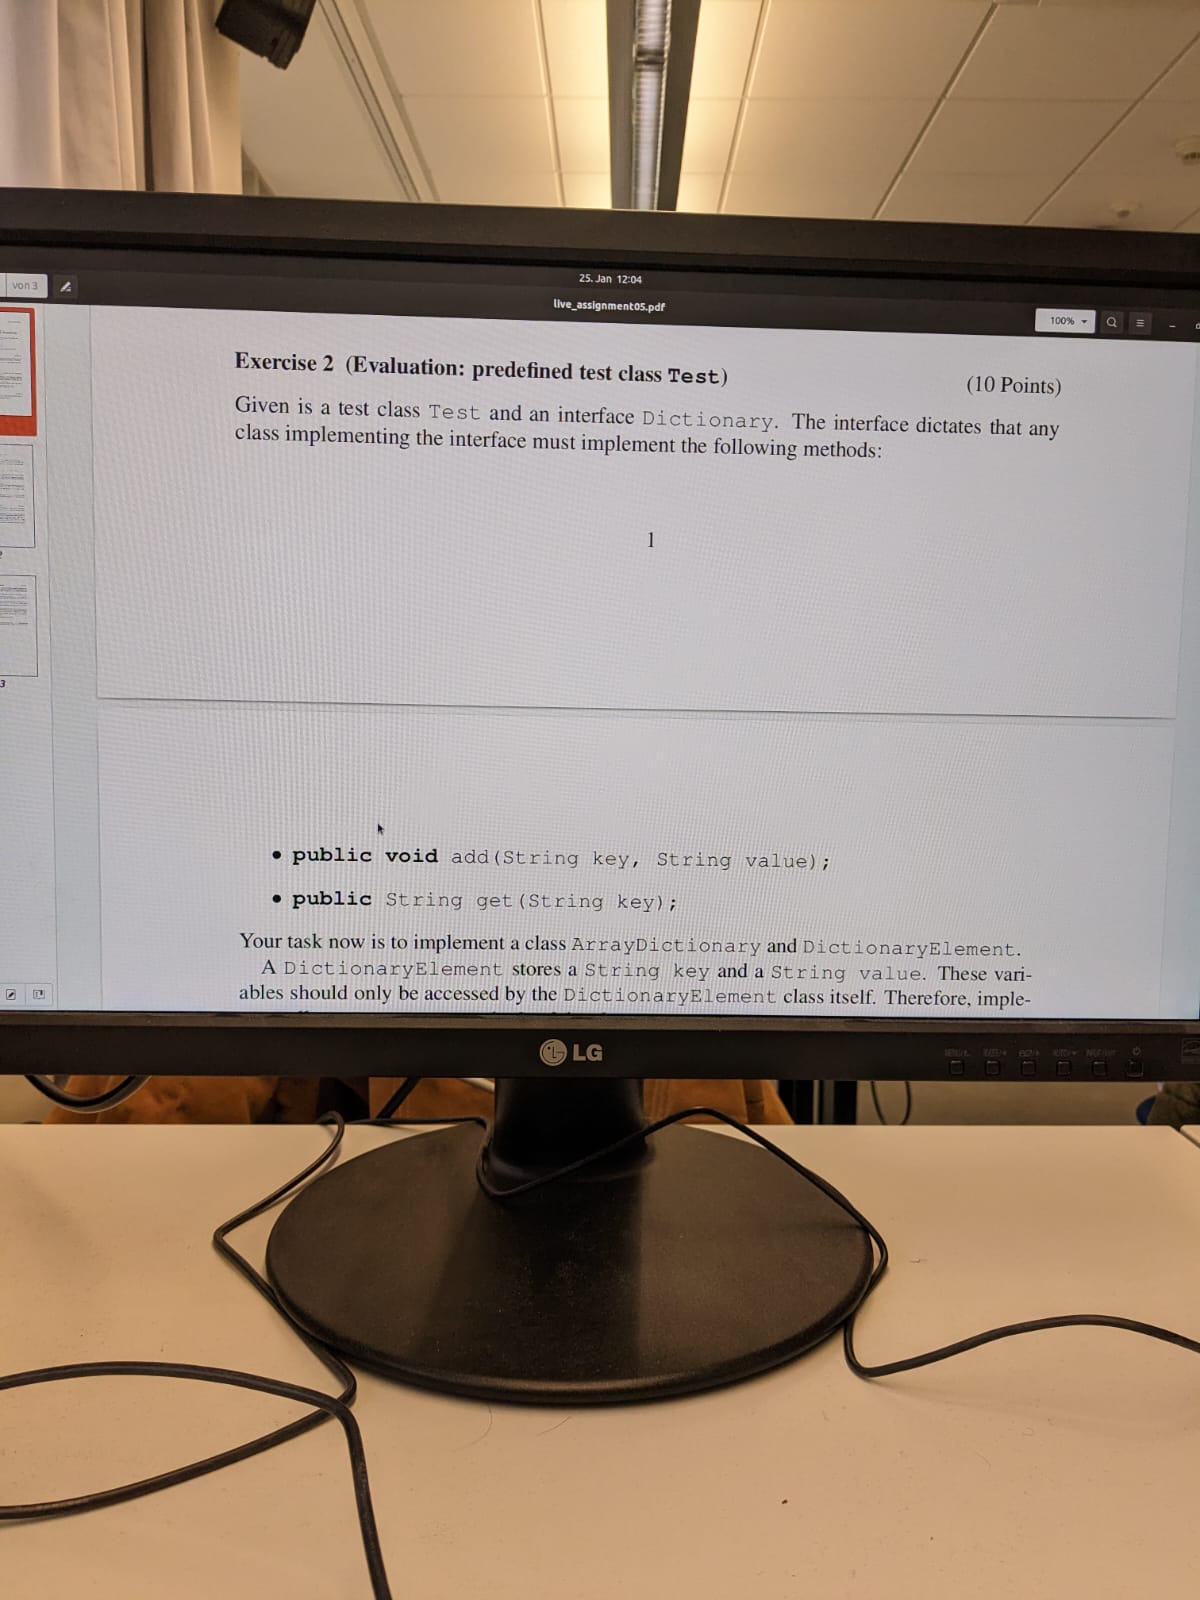 25. Jan 12:04
von 3
live_assignment05.pdf
100%
Exercise 2 (Evaluation: predefined test class Test)
(10 Points)
Given is a test class Test and an interface Dictionary. The interface dictates that any
class implementing the interface must implement the following methods:
1
3
• public void add(String key, String value);
• public String get(String key);
Your task now is to implement a class ArrayDictionary and DictionaryElement.
A DictionaryElement stores a String key and a String value. These vari-
ables should only be accessed by the DictionaryElement class itself. Therefore, imple-
LG